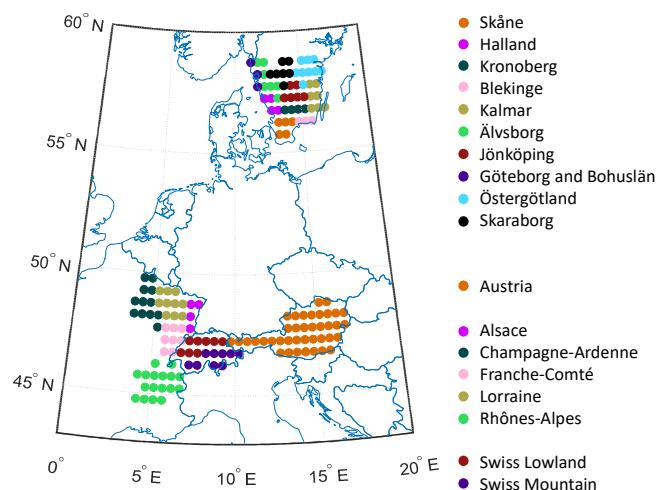 60° N
55° N
50° N
45° N
0°
5° E
10° E
15° E
20° E
Skåne
Halland
Kronoberg
Blekinge
Kalmar
Älvsborg
Jönköping
Göteborg and Bohuslän
Östergötland
Skaraborg
Austria
Alsace
Champagne-Ardenne
Franche-Comté
Lorraine
Rhônes-Alpes
Swiss Lowland
Swiss Mountain